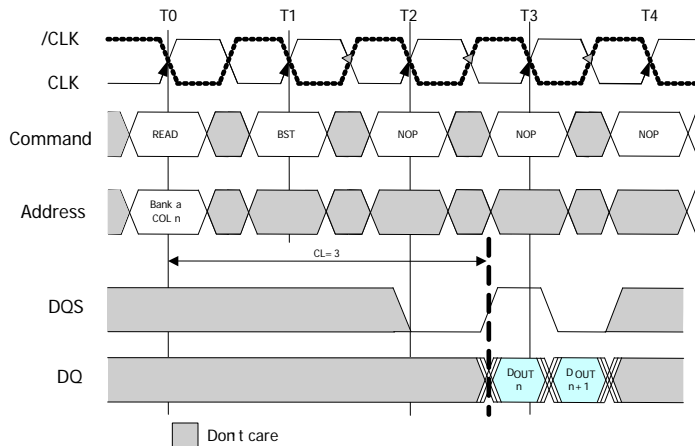 T0 T1 T2 T3 T4
/CLK
CLK
Command READ BST NOP NOP NOP
Address Bank a
COL n
CL= 3
DQS
DQ DOUT
n DOUT
n+1
Don't care